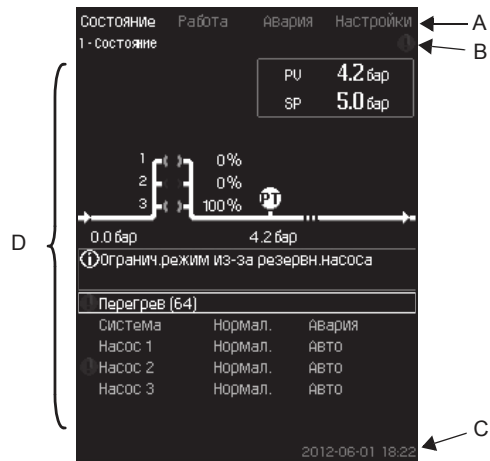 Состояние Работа Авария Настройки A
1 - Состояние B
PV 4.2 бар
SP 5.0 бар
1 0%
2 0%
3 100% PT
D
0.0 бар 4.2 бар
Огранич.режим из-за резервн.насоса
Перегрев (64)
Система Нормал. Авария
Насос 1 Нормал. Авто
Насос 2 Нормал. Авто
Насос 3 Нормал. Авто
C
2012-06-01 18:22